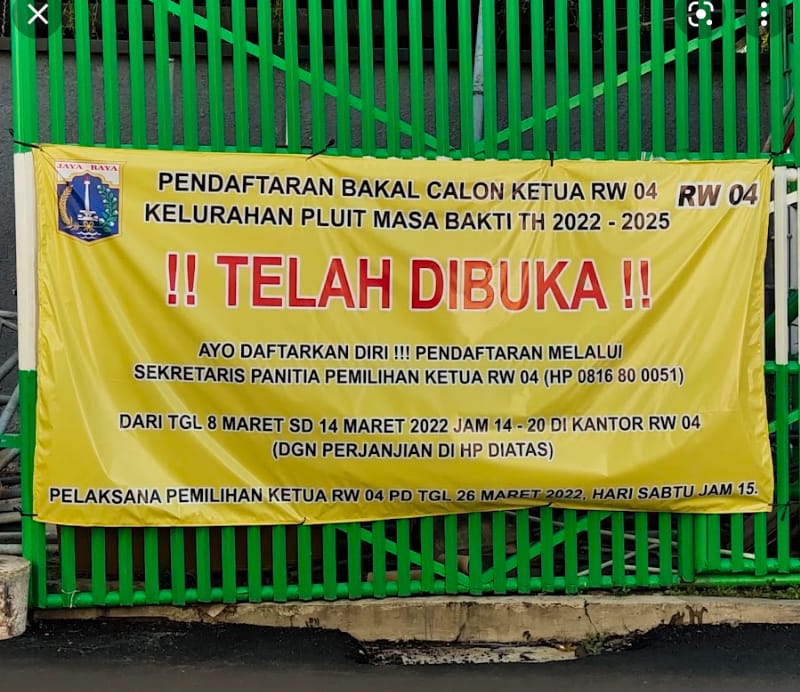 JAYA RAYA
PENDAFTARAN BAKAL CALON KETUA RW 04
RW 04
KELURAHAN PLUIT MASA BAKTI TH 2022 - 2025
!! TELAH DIBUKA !!
AYO DAFTARKAN DIRI !!! PENDAFTARAN MELALUI
SEKRETARIS PANITIA PEMILIHAN KETUA RW 04 (HP 0816 80 0051)
DARI TGL 8 MARET SD 14 MARET 2022 JAM 14 - 20 DI KANTOR RW 04
(DGN PERJANJIAN DI HP DIATAS)
PELAKSANA PEMILIHAN KETUA RW 04 PD TGL 26 MARET 2022, HARI SABTU JAM 15.